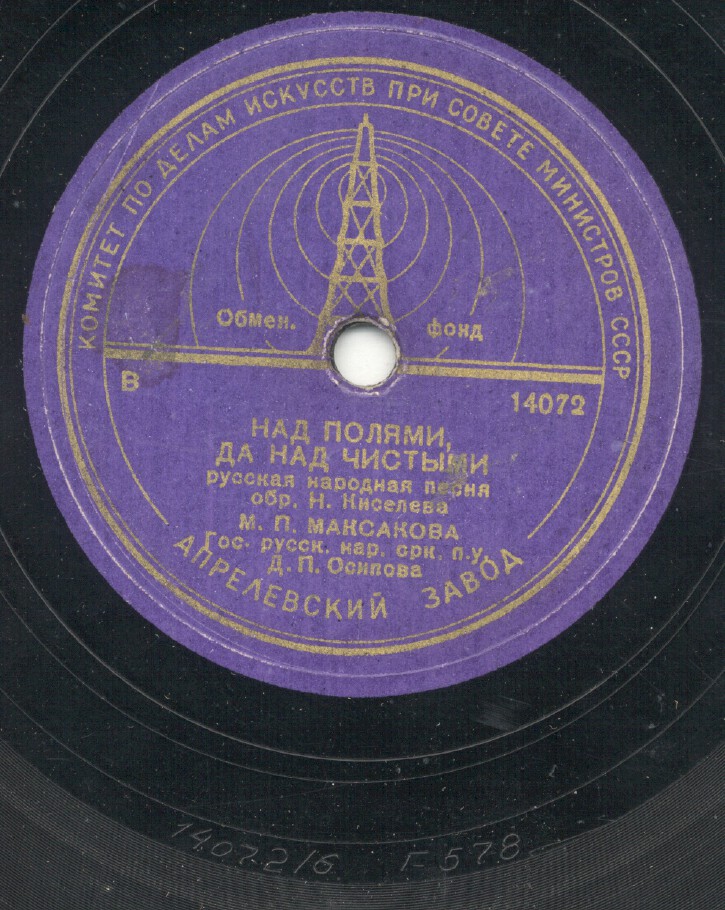 КОМИТЕТ ПО ДЕЛАМ ИСКУССТВ ПРИ СОВЕТЕ МИНИСТРОВ СССР
Обмен. фонд
В 14072
НАД ПОЛЯМИ,
ДА НАД ЧИСТЫМИ
русская народная песня
обр. Н. Киселева
М. П. МАКСАКОВА
Гос. русск. нар. орк. п.у.
Д. П. Осипова
АПРЕЛЕВСКИЙ ЗАВОД
14072/6 Г578